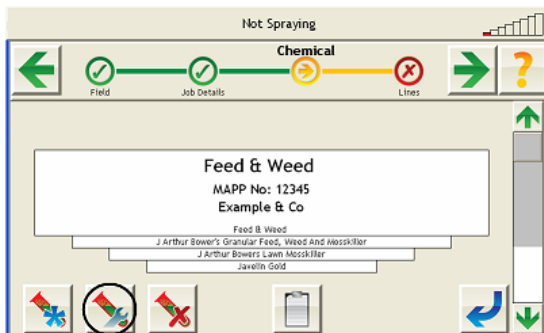 Not Spraying
Chemical
Field
Job Details
Lines
?
Feed & Weed
MAPP No: 12345
Example & Co
Feed & Weed
J Arthur Bower's Granular Feed, Weed And Mosskiller
J Arthur Bowers Lawn Mosskiller
Javelin Gold